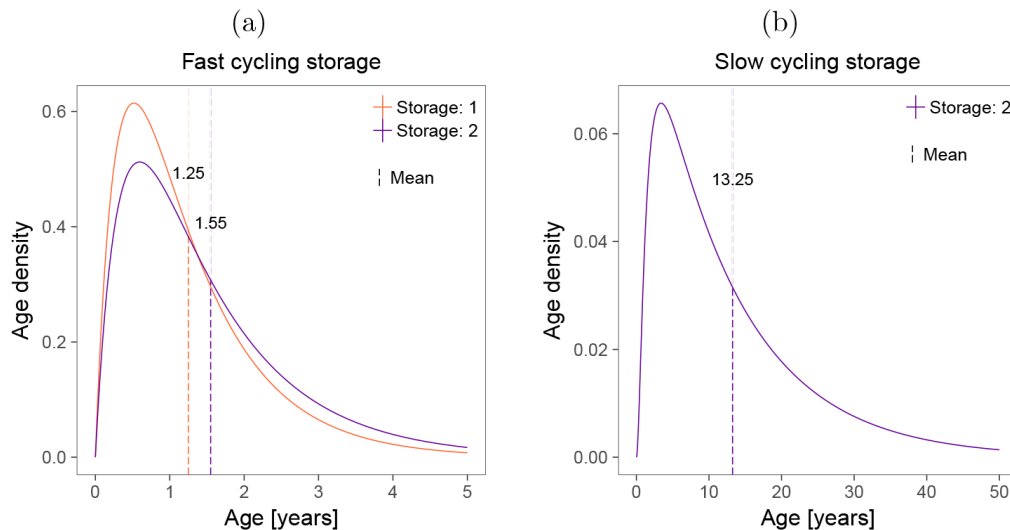 (a)
Fast cycling storage
Age density
0.6
0.4
0.2
0.0
Storage: 1
Storage: 2
Mean
1.25
1.55
0 1 2 3 4 5
Age [years]
(b)
Slow cycling storage
Age density
0.06
0.04
0.02
0.00
Storage: 2
Mean
13.25
0 10 20 30 40 50
Age [years]